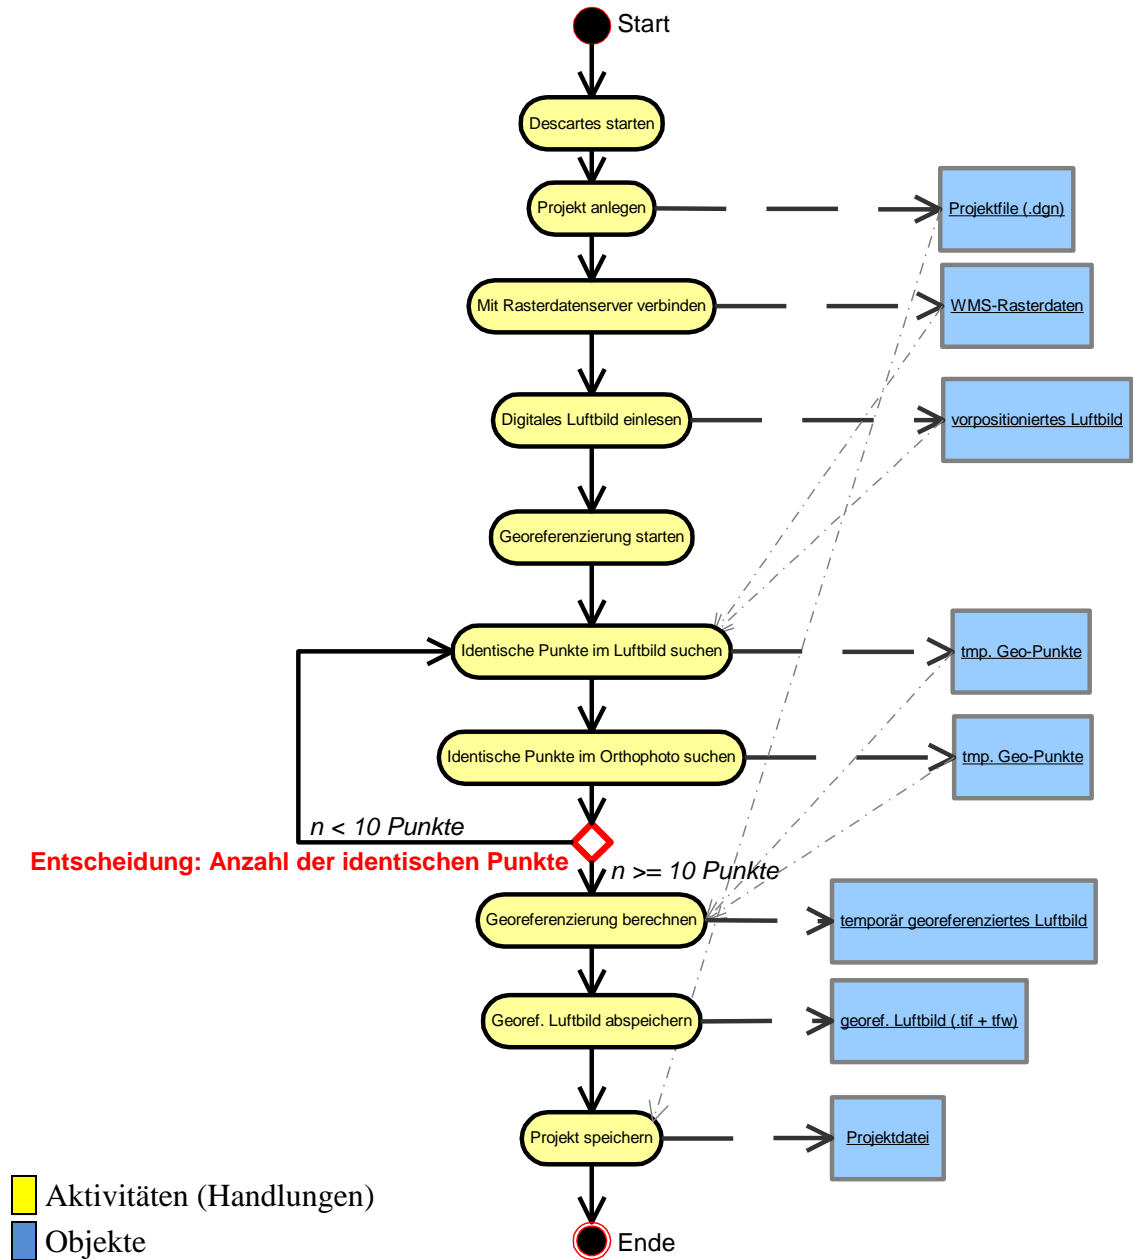 Start
Descartes starten
Projekt anlegen
Projektfile (.dgn)
Mit Rasterdatenserver verbinden
WMS-Rasterdaten
Digitales Luftbild einlesen
vorpositioniertes Luftbild
Georeferenzierung starten
Identische Punkte im Luftbild suchen
tmp. Geo-Punkte
Identische Punkte im Orthophoto suchen
tmp. Geo-Punkte
n < 10 Punkte
Entscheidung: Anzahl der identischen Punkte
n >= 10 Punkte
Georeferenzierung berechnen
temporär georeferenziertes Luftbild
Georef. Luftbild abspeichern
georef. Luftbild (.tif + tfw)
Projekt speichern
Projektdatei
Aktivitäten (Handlungen)
Objekte
Ende